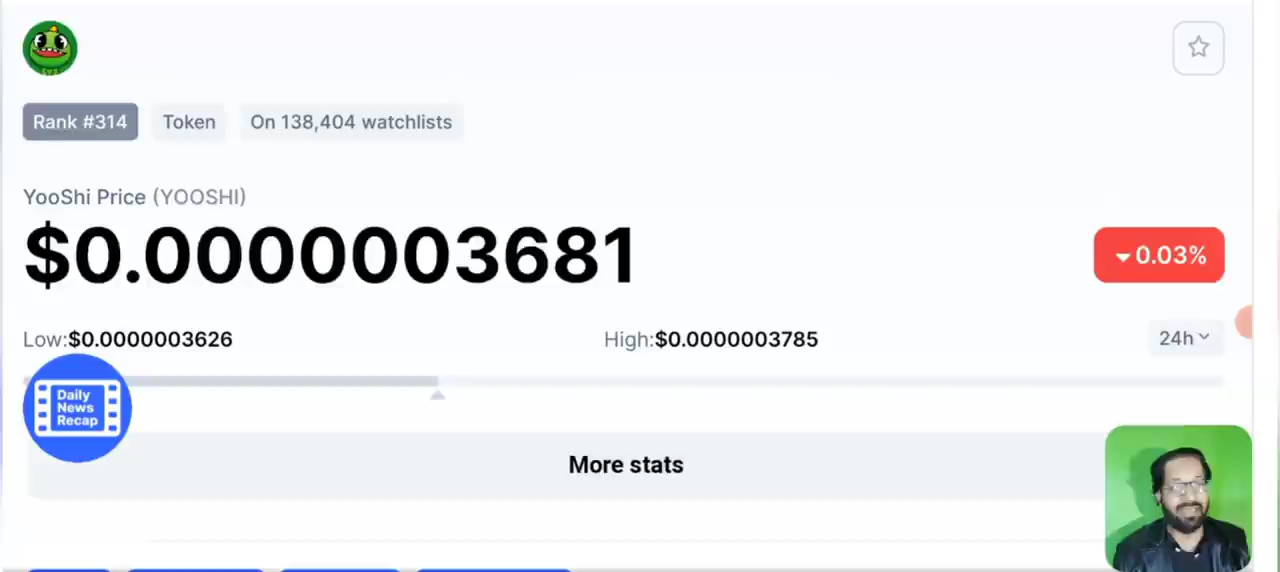 Rank #314 Token On 138,404 watchlists
YooShi Price (YOOSHI)
$0.0000003681
0.03%
Low:$0.0000003626 High:$0.0000003785 24h
Daily
News
Recap
More stats